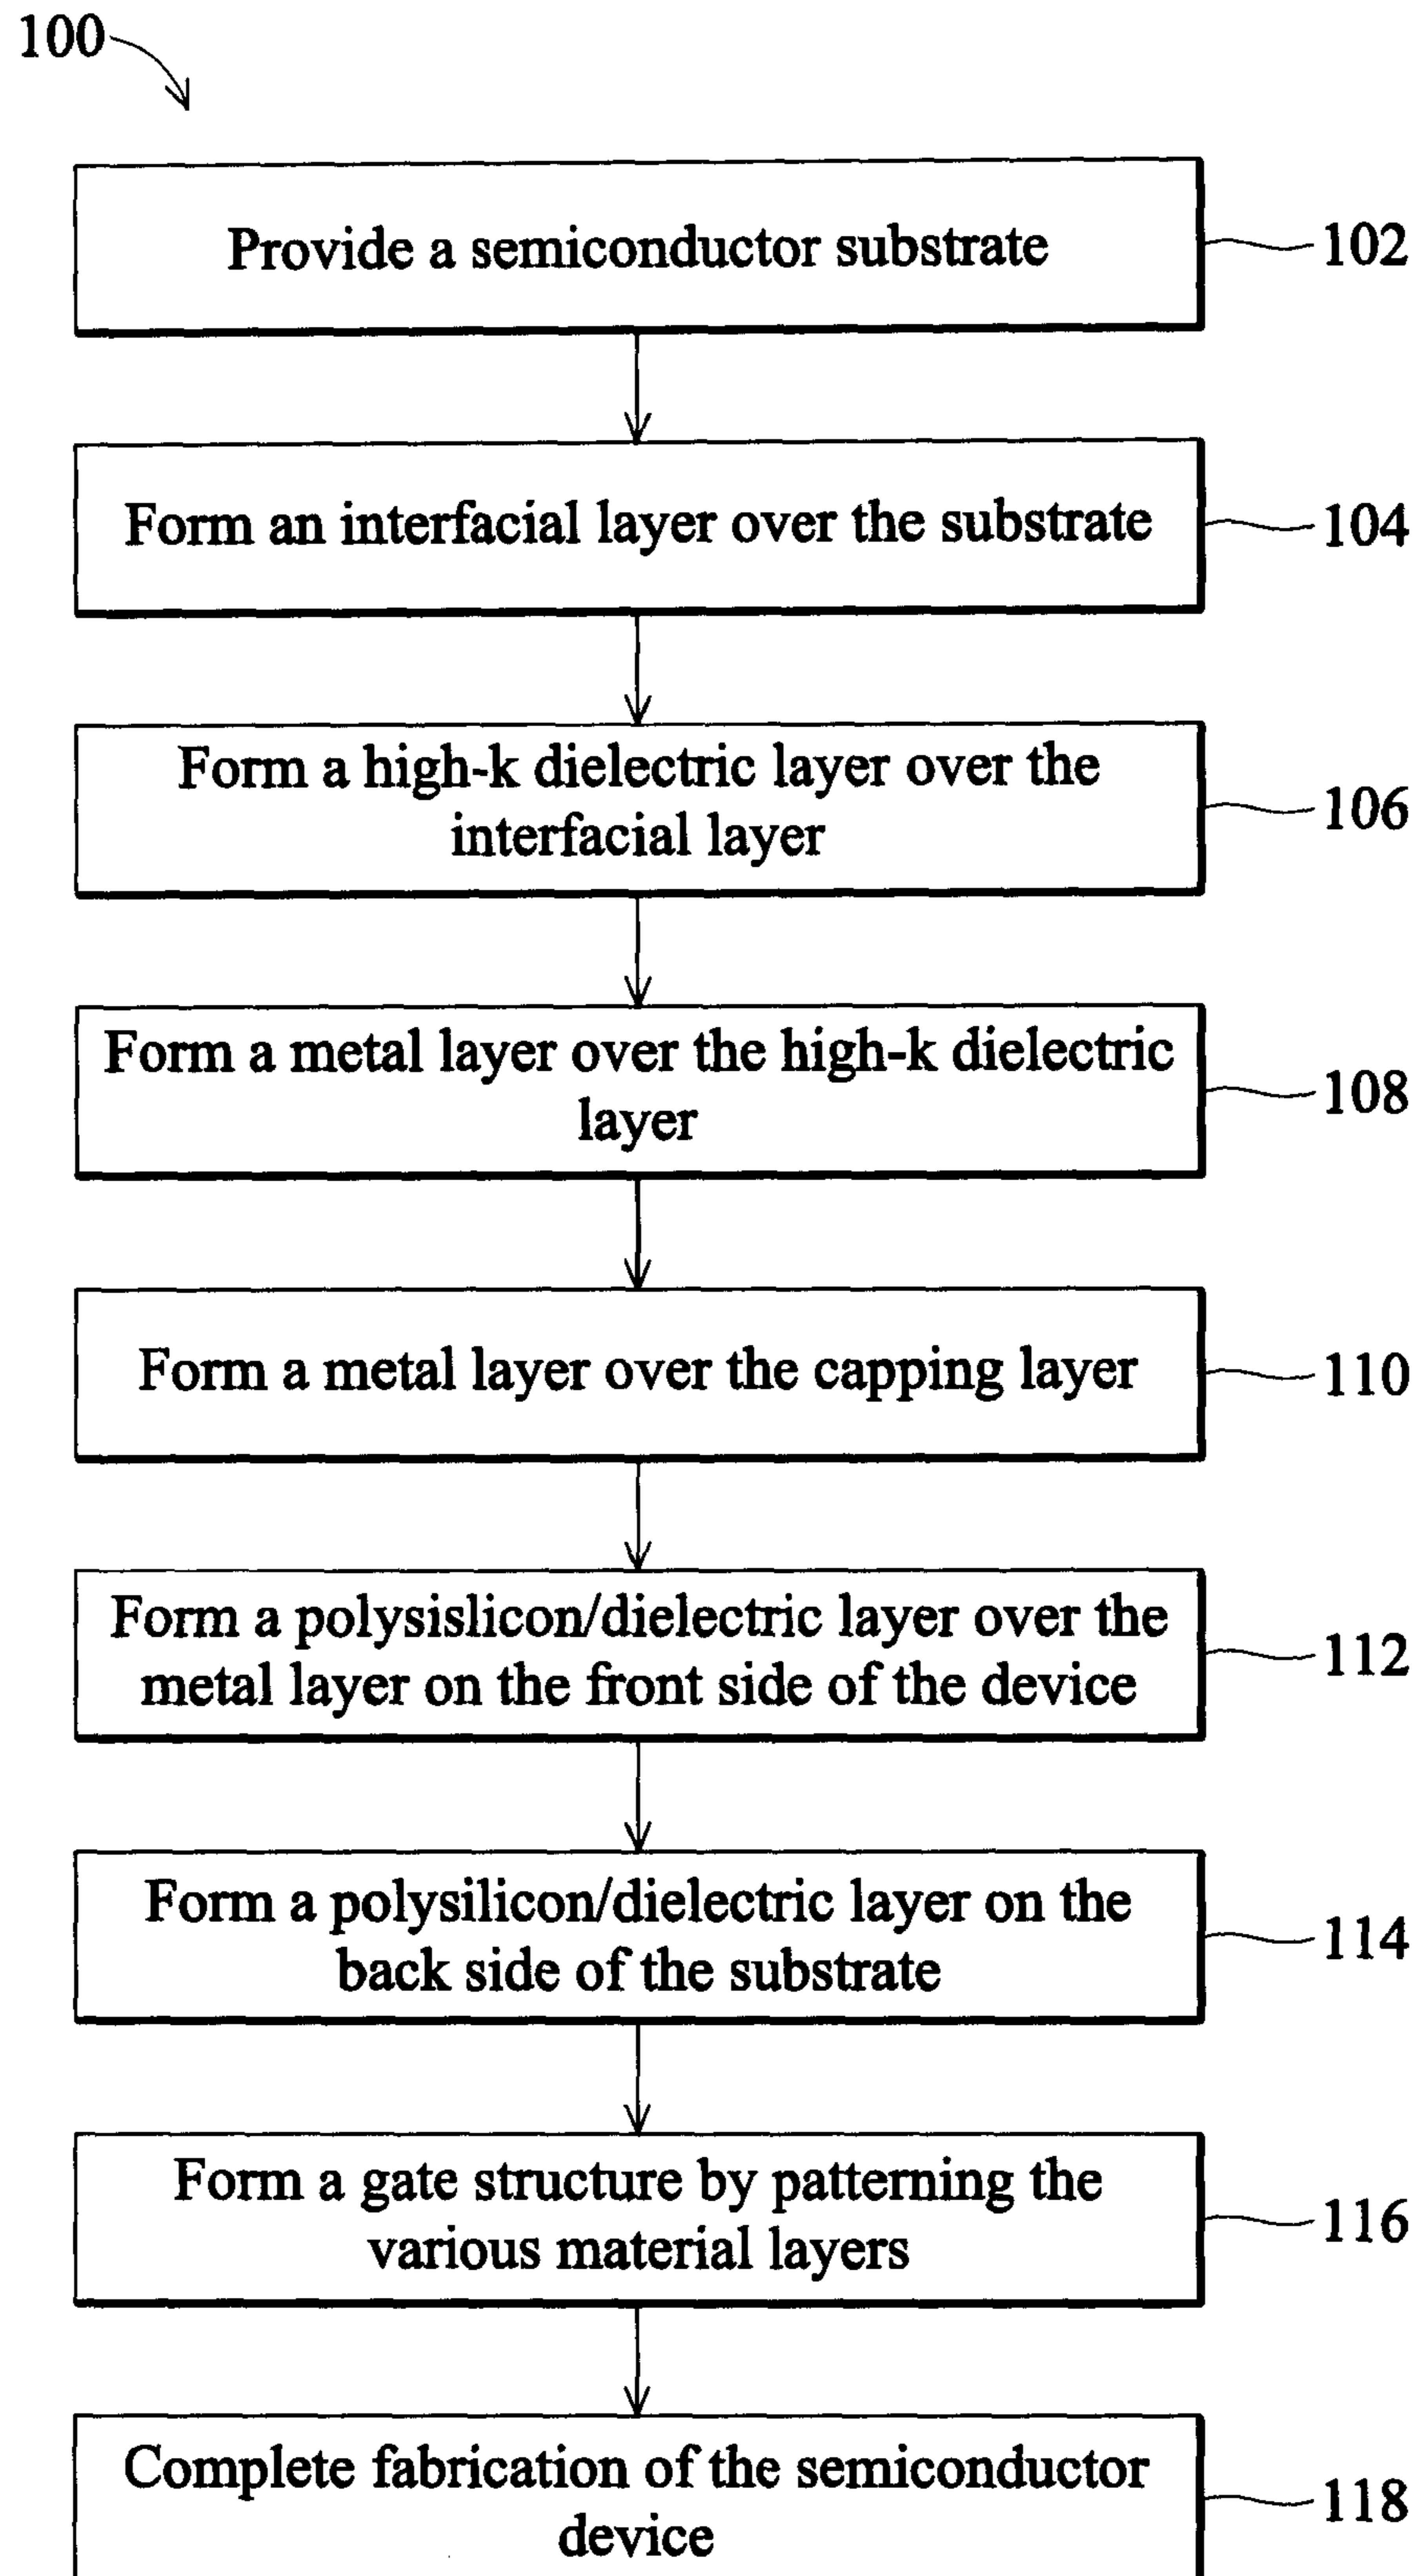 100
Provide a semiconductor substrate
102
Form an interfacial layer over the substrate
104
Form a high-k dielectric layer over the
interfacial layer
106
Form a metal layer over the high-k dielectric
layer
108
Form a metal layer over the capping layer
110
Form a polysislicon/dielectric layer over the
metal layer on the front side of the device
112
Form a polysilicon/dielectric layer on the
back side of the substrate
114
Form a gate structure by patterning the
various material layers
116
Complete fabrication of the semiconductor
device
118